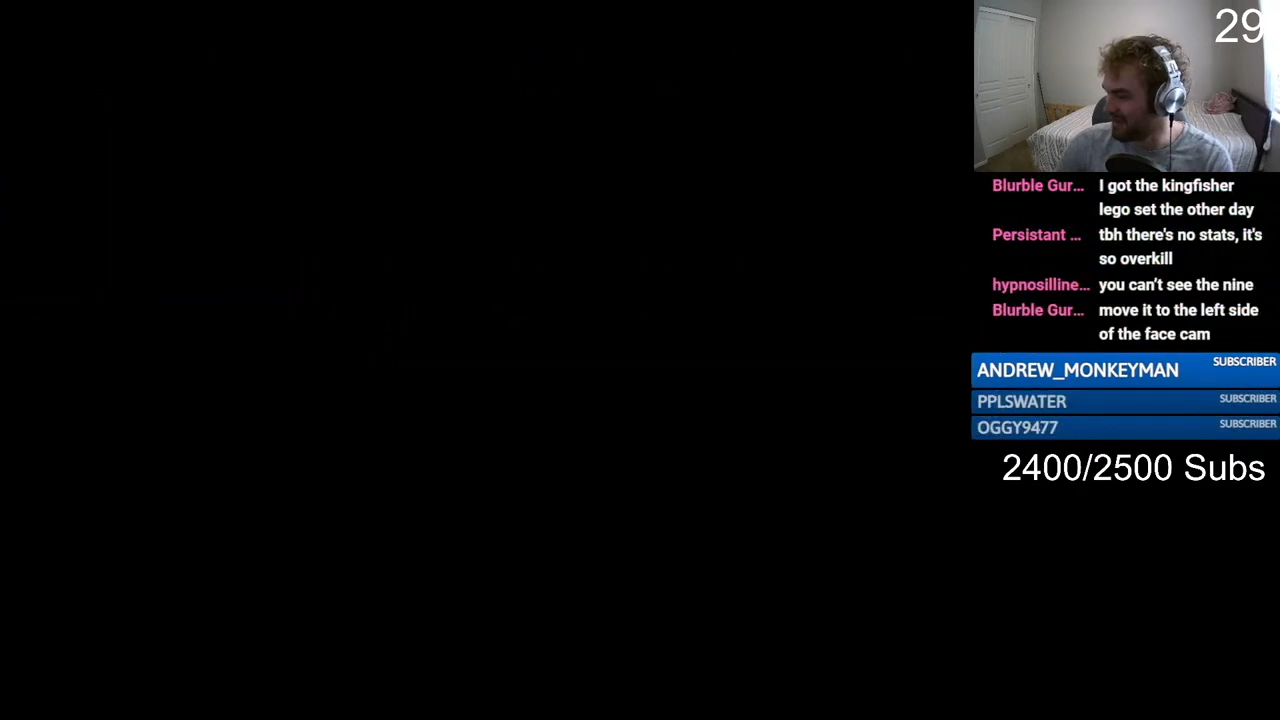 29
Blurble Gur… I got the kingfisher
lego set the other day
Persistant … tbh there's no stats, it's
so overkill
hypnosilline… you can't see the nine
Blurble Gur… move it to the left side
of the face cam
ANDREW_MONKEYMAN SUBSCRIBER
PPLSWATER SUBSCRIBER
OGGY9477 SUBSCRIBER
2400/2500 Subs